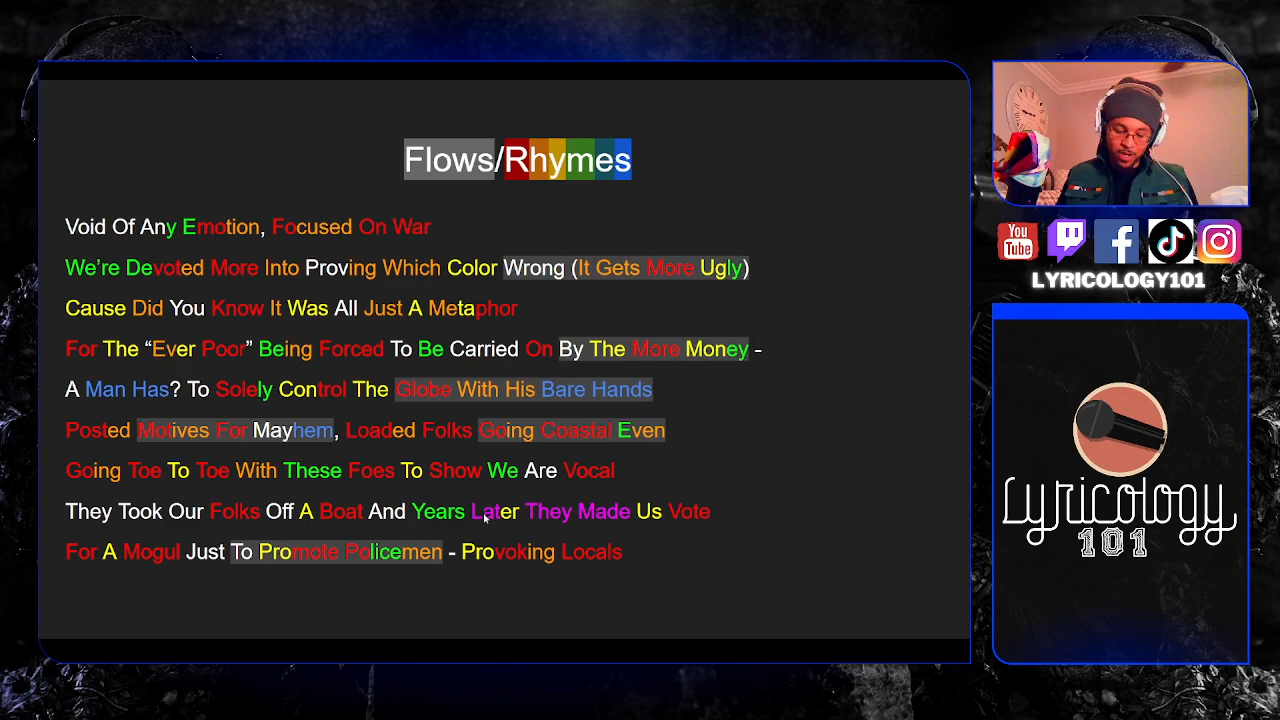 Flows/Rhymes
Void Of Any Emotion, Focused On War
We're Devoted More Into Proving Which Color Wrong (It Gets More Ugly)
Cause Did You Know It Was All Just A Metaphor
For The “Ever Poor” Being Forced To Be Carried On By The More Money -
A Man Has? To Solely Control The Globe With His Bare Hands
Posted Motives For Mayhem, Loaded Folks Going Coastal Even
Going Toe To Toe With These Foes To Show We Are Vocal
They Took Our Folks Off A Boat And Years Later They Made Us Vote
For A Mogul Just To Promote Policemen - Provoking Locals
You
Tube
LYRICOLOGY101
Lyricology
101